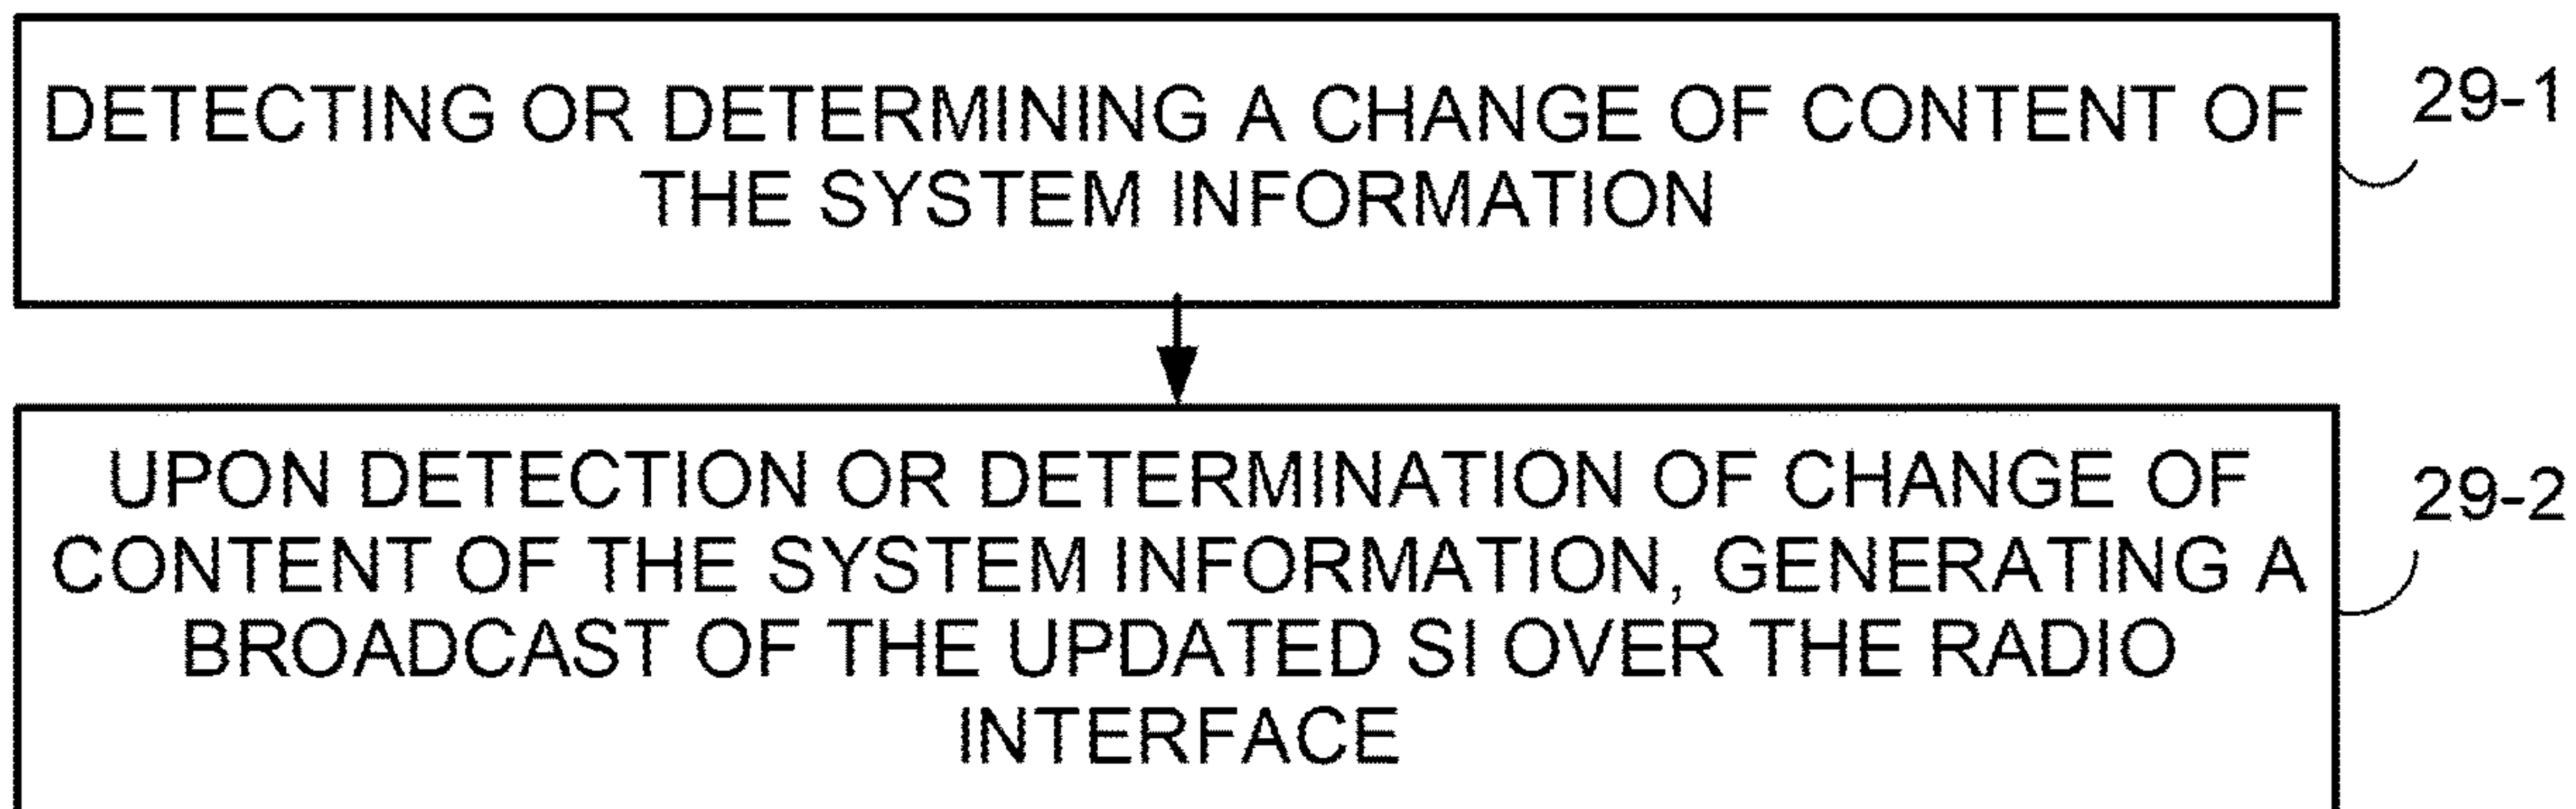 DETECTING OR DETERMINING A CHANGE OF CONTENT OF
THE SYSTEM INFORMATION
29-1
UPON DETECTION OR DETERMINATION OF CHANGE OF
CONTENT OF THE SYSTEM INFORMATION, GENERATING A
BROADCAST OF THE UPDATED SI OVER THE RADIO
INTERFACE
29-2